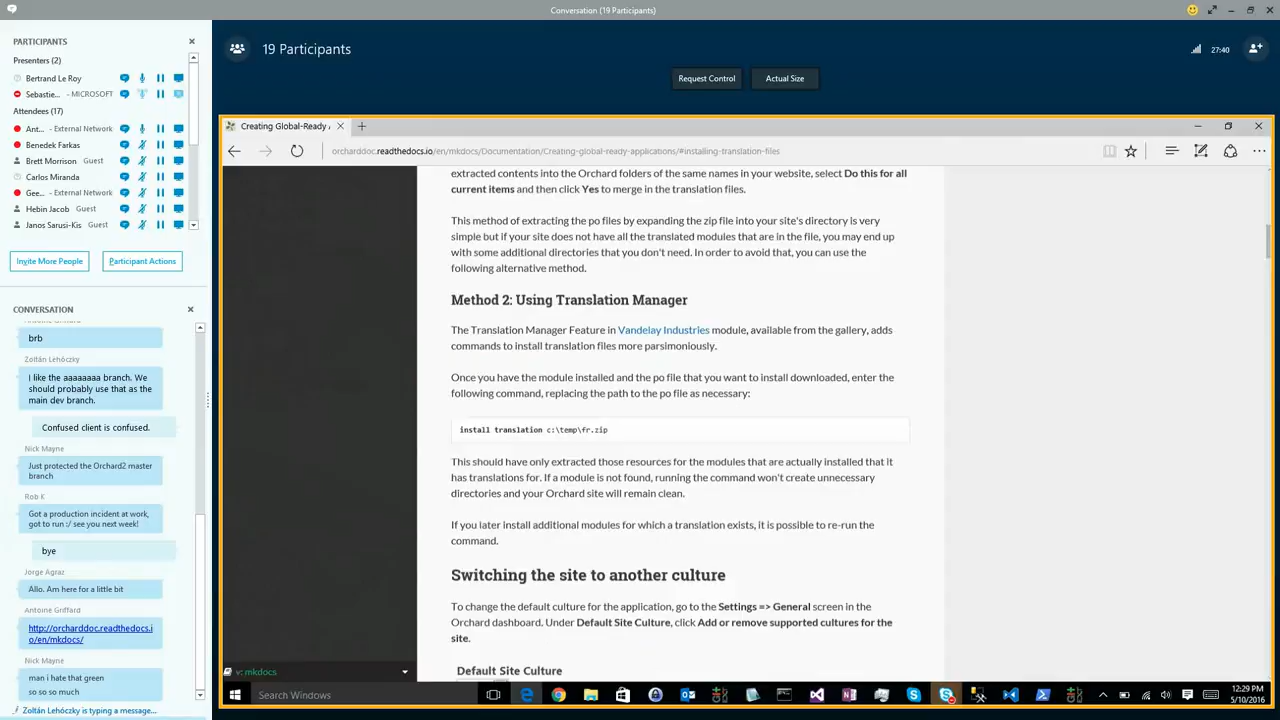 Conversation (19 Participants)
PARTICIPANTS
Presenters (2)
Bertrand Le Roy
Sebastie... - MICROSOFT
Attendees (17)
Ant... - External Network
Benedek Farkas
Brett Morrison Guest
Carlos Miranda
Gee... - External Network
Hebin Jacob Guest
Janos Sarusi-Kis Guest
Invite More People
Participant Actions
CONVERSATION
brb
Zoltán Lehóczky
I like the aaaaaaaa branch. We
should probably use that as the
main dev branch.
Confused client is confused.
Nick Mayne
Just protected the Orchard2 master
branch
Rob K
Got a production incident at work,
got to run :/ see you next week!
bye
Jorge Agraz
Allo. Am here for a little bit
Antoine Griffard
http://orcharddoc.readthedocs.i
o/en/mkdocs/
Nick Mayne
man i hate that green
so so so much
Zoltán Lehóczky is typing a message...
19 Participants
27:40
Request Control
Actual Size
Creating Global-Ready A
orcharddoc.readthedocs.io/en/mkdocs/Documentation/Creating-global-ready-applications/#installing-translation-files
extracted contents into the Orchard folders of the same names in your website, select Do this for all
current items and then click Yes to merge in the translation files.
This method of extracting the po files by expanding the zip file into your site's directory is very
simple but if your site does not have all the translated modules that are in the file, you may end up
with some additional directories that you don't need. In order to avoid that, you can use the
following alternative method.
Method 2: Using Translation Manager
The Translation Manager Feature in Vandelay Industries module, available from the gallery, adds
commands to install translation files more parsimoniously.
Once you have the module installed and the po file that you want to install downloaded, enter the
following command, replacing the path to the po file as necessary:
install translation c:\temp\fr.zip
This should have only extracted those resources for the modules that are actually installed that it
has translations for. If a module is not found, running the command won't create unnecessary
directories and your Orchard site will remain clean.
If you later install additional modules for which a translation exists, it is possible to re-run the
command.
Switching the site to another culture
To change the default culture for the application, go to the Settings => General screen in the
Orchard dashboard. Under Default Site Culture, click Add or remove supported cultures for the
site.
Default Site Culture
v: mkdocs
Search Windows
12:29 PM
5/10/2016